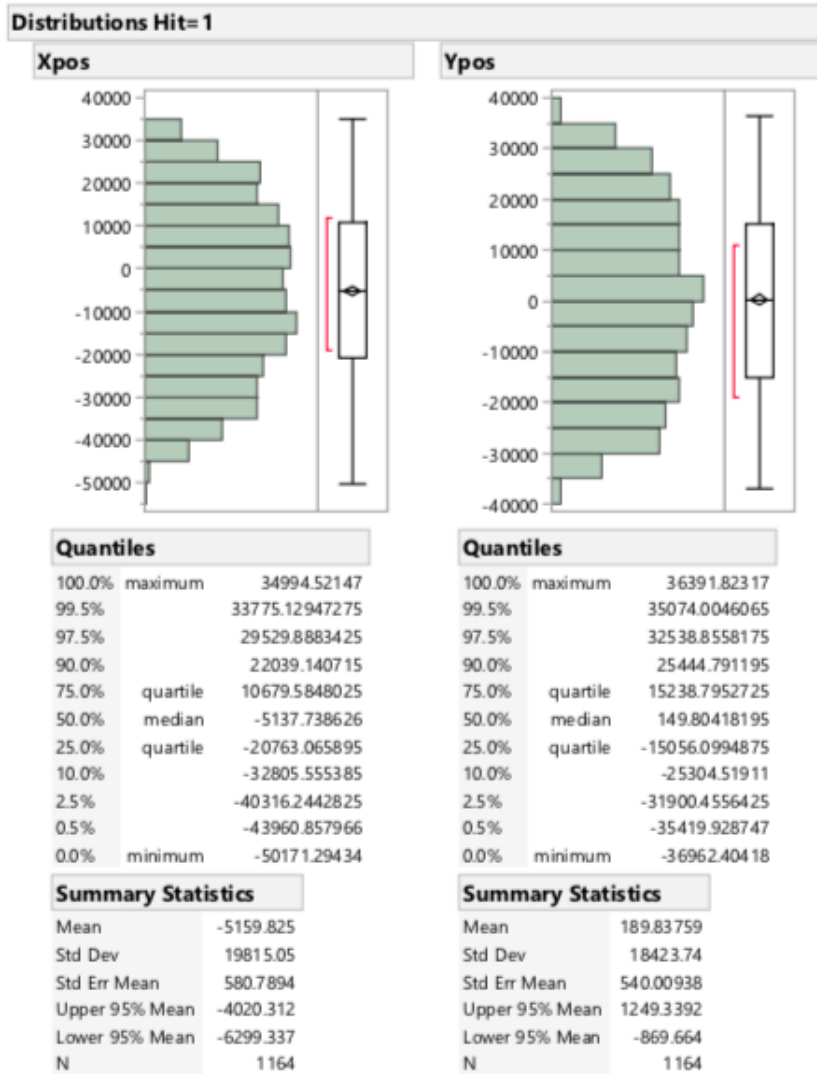 Distributions Hit=1
Xpos
40000
30000
20000
10000
0
-10000
-20000
-30000
-40000
-50000
Quantiles
100.0% maximum 34994.52147
99.5% 33775.12947275
97.5% 29529.8883425
90.0% 22039.140715
75.0% quartile 10679.5848025
50.0% median -5137.738626
25.0% quartile -20763.065895
10.0% -32805.555385
2.5% -40316.2442825
0.5% -43960.857966
0.0% minimum -50171.29434
Summary Statistics
Mean -5159.825
Std Dev 19815.05
Std Err Mean 580.7894
Upper 95% Mean -4020.312
Lower 95% Mean -6299.337
N 1164
Ypos
40000
30000
20000
10000
0
-10000
-20000
-30000
-40000
Quantiles
100.0% maximum 36391.82317
99.5% 35074.0046065
97.5% 32538.8558175
90.0% 25444.791195
75.0% quartile 15238.7952725
50.0% median 149.80418195
25.0% quartile -15056.0994875
10.0% -25304.51911
2.5% -31900.4556425
0.5% -35419.928747
0.0% minimum -36962.40418
Summary Statistics
Mean 189.83759
Std Dev 18423.74
Std Err Mean 540.00938
Upper 95% Mean 1249.3392
Lower 95% Mean -869.664
N 1164